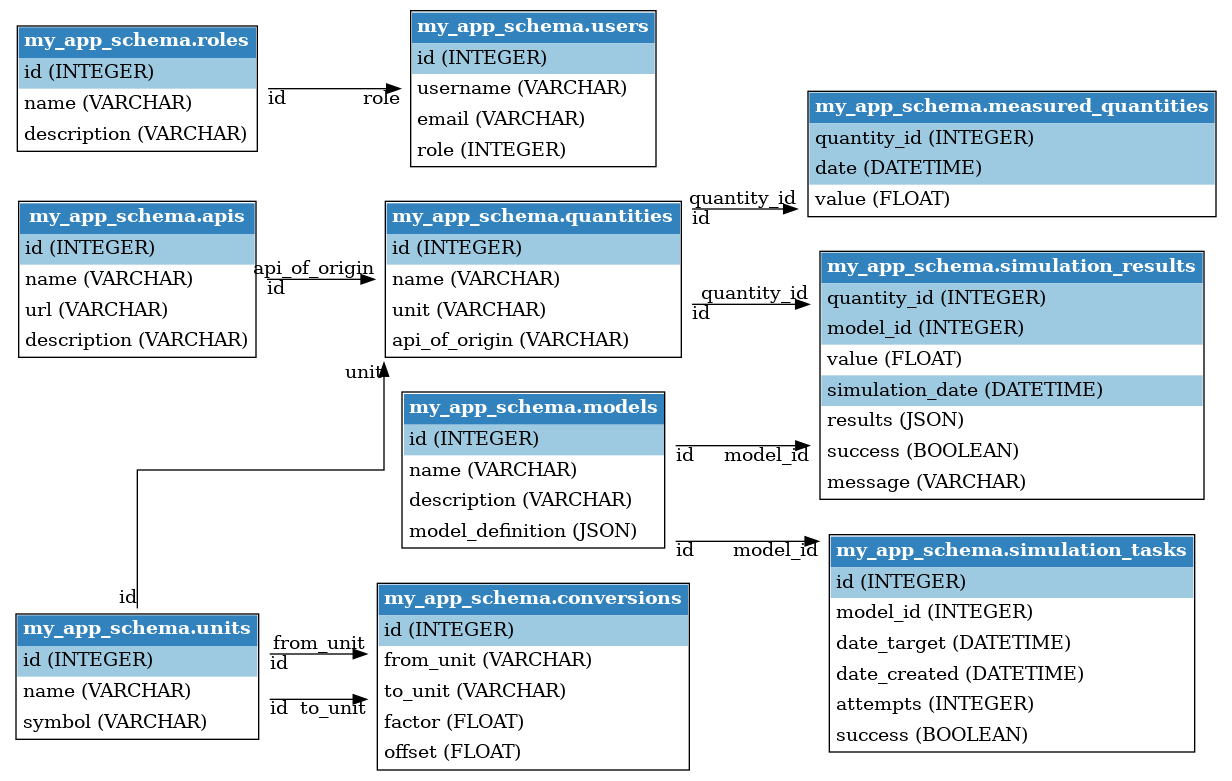 my_app_schema.roles
id (INTEGER)
name (VARCHAR)
description (VARCHAR)
id
role
my_app_schema.users
id (INTEGER)
username (VARCHAR)
email (VARCHAR)
role (INTEGER)
my_app_schema.measured_quantities
quantity_id (INTEGER)
date (DATETIME)
value (FLOAT)
my_app_schema.apis
id (INTEGER)
name (VARCHAR)
url (VARCHAR)
description (VARCHAR)
api_of_origin
id
my_app_schema.quantities
id (INTEGER)
name (VARCHAR)
unit (VARCHAR)
api_of_origin (VARCHAR)
quantity_id
id
quantity_id
id
my_app_schema.simulation_results
quantity_id (INTEGER)
model_id (INTEGER)
value (FLOAT)
simulation_date (DATETIME)
results (JSON)
success (BOOLEAN)
message (VARCHAR)
unit
id
my_app_schema.models
id (INTEGER)
name (VARCHAR)
description (VARCHAR)
model_definition (JSON)
id
model_id
id
model_id
my_app_schema.simulation_tasks
id (INTEGER)
model_id (INTEGER)
date_target (DATETIME)
date_created (DATETIME)
attempts (INTEGER)
success (BOOLEAN)
my_app_schema.units
id (INTEGER)
name (VARCHAR)
symbol (VARCHAR)
from_unit
id
id
to_unit
my_app_schema.conversions
id (INTEGER)
from_unit (VARCHAR)
to_unit (VARCHAR)
factor (FLOAT)
offset (FLOAT)